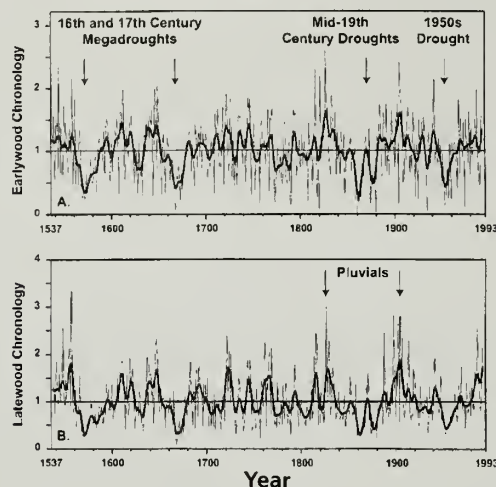 16th and 17th Century
Megadroughts
Mid-19th
Century Droughts
1950s
Drought
Earlywood Chronology
3
2
1
0
A.
1537
1600
1700
1800
1900
1993
Pluvials
Latewood Chronology
4
3
2
1
0
B.
1537
1600
1700
1800
1900
1993
Year